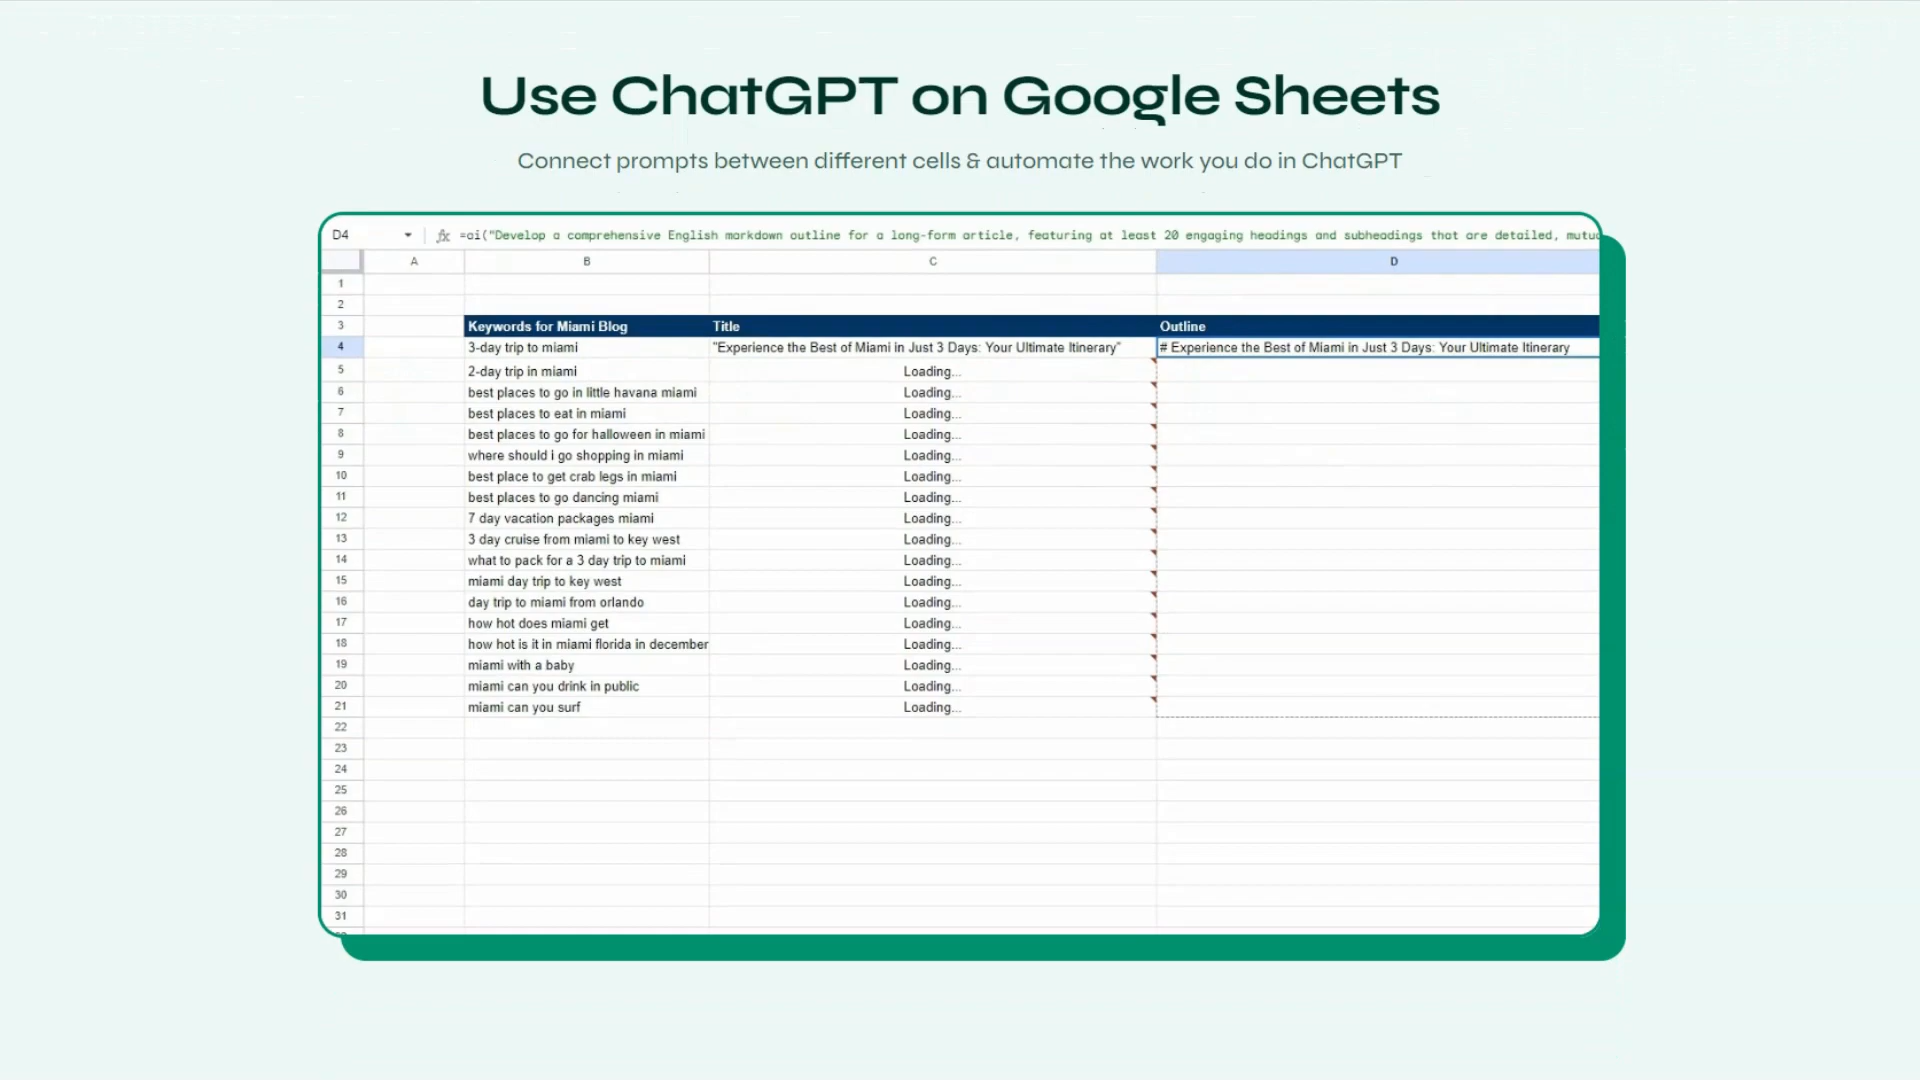 Use ChatGPT on Google Sheets
Connect prompts between different cells & automate the work you do in ChatGPT
D4 fx =ai("Develop a comprehensive English markdown outline for a long-form article, featuring at least 20 engaging headings and subheadings that are detailed,
A B C D
1
2
3 Keywords for Miami Blog Title Outline
4 3-day trip to miami "Experience the Best of Miami in Just 3 Days: Your Ultimate Itinerary" # Experience the Best of Miami in Just 3 Days: Your Ultimate Itinerary
5 2-day trip in miami Loading...
6 best places to go in little havana miami Loading...
7 best places to eat in miami Loading...
8 best places to go for halloween in miami Loading...
9 where should i go shopping in miami Loading...
10 best place to get crab legs in miami Loading...
11 best places to go dancing miami Loading...
12 7 day vacation packages miami Loading...
13 3 day cruise from miami to key west Loading...
14 what to pack for a 3 day trip to miami Loading...
15 miami day trip to key west Loading...
16 day trip to miami from orlando Loading...
17 how hot does miami get Loading...
18 how hot is it in miami florida in december Loading...
19 miami with a baby Loading...
20 miami can you drink in public Loading...
21 miami can you surf Loading...
22
23
24
25
26
27
28
29
30
31